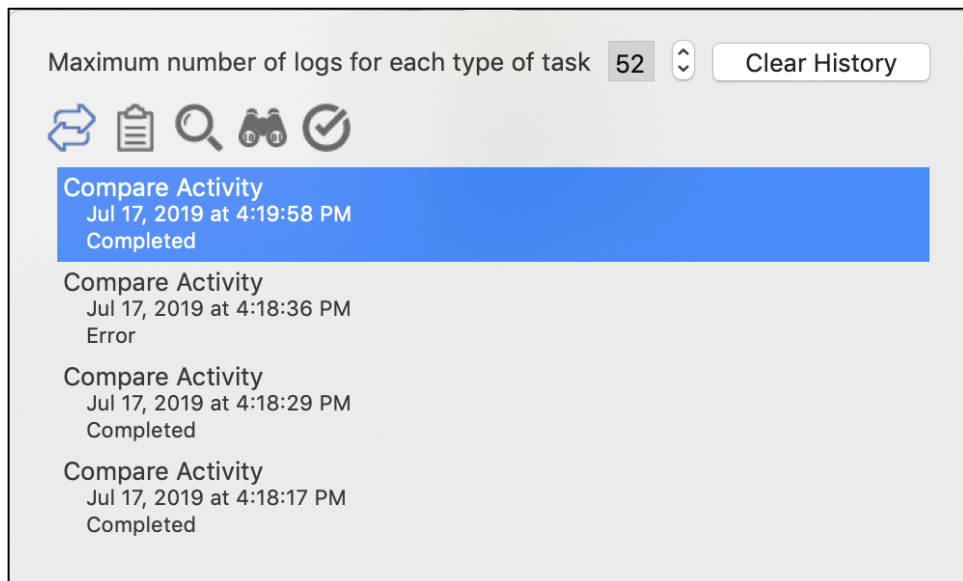 Maximum number of logs for each type of task 52 Clear History
Compare Activity
Jul 17, 2019 at 4:19:58 PM
Completed
Compare Activity
Jul 17, 2019 at 4:18:36 PM
Error
Compare Activity
Jul 17, 2019 at 4:18:29 PM
Completed
Compare Activity
Jul 17, 2019 at 4:18:17 PM
Completed